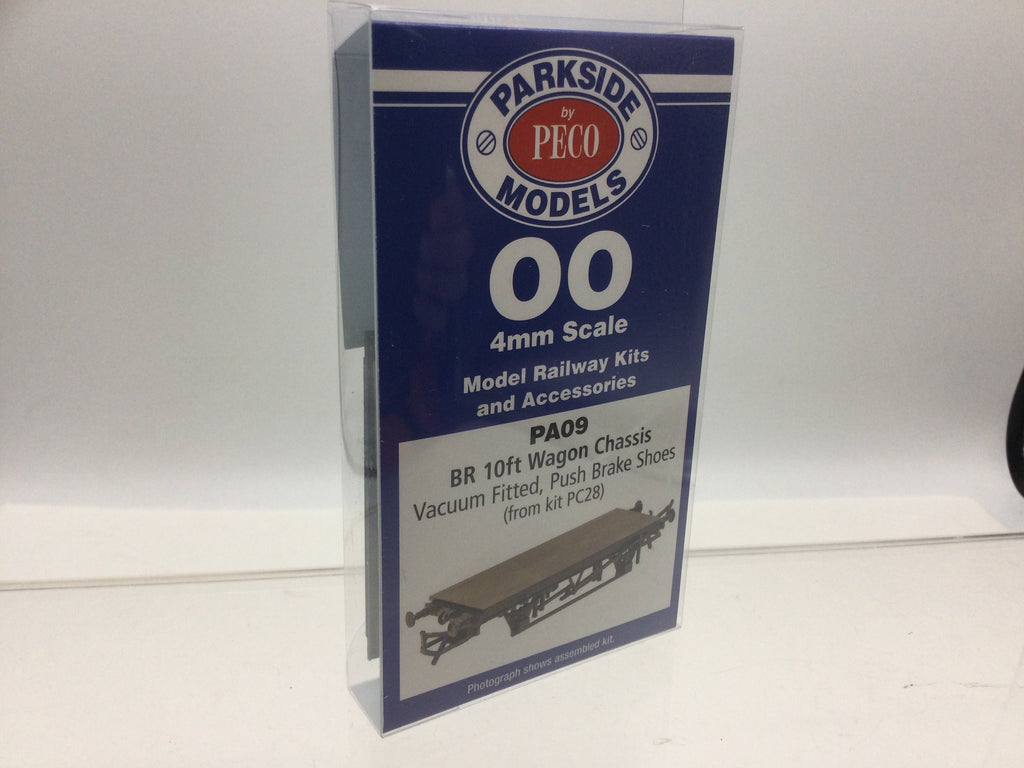 PARKSIDE
by
PECO
MODELS
OO
4mm Scale
Model Railway Kits
and Accessories
PA09
BR 10ft Wagon Chassis
Vacuum Fitted, Push Brake Shoes
(from kit PC28)
Photograph shows assembled kit.